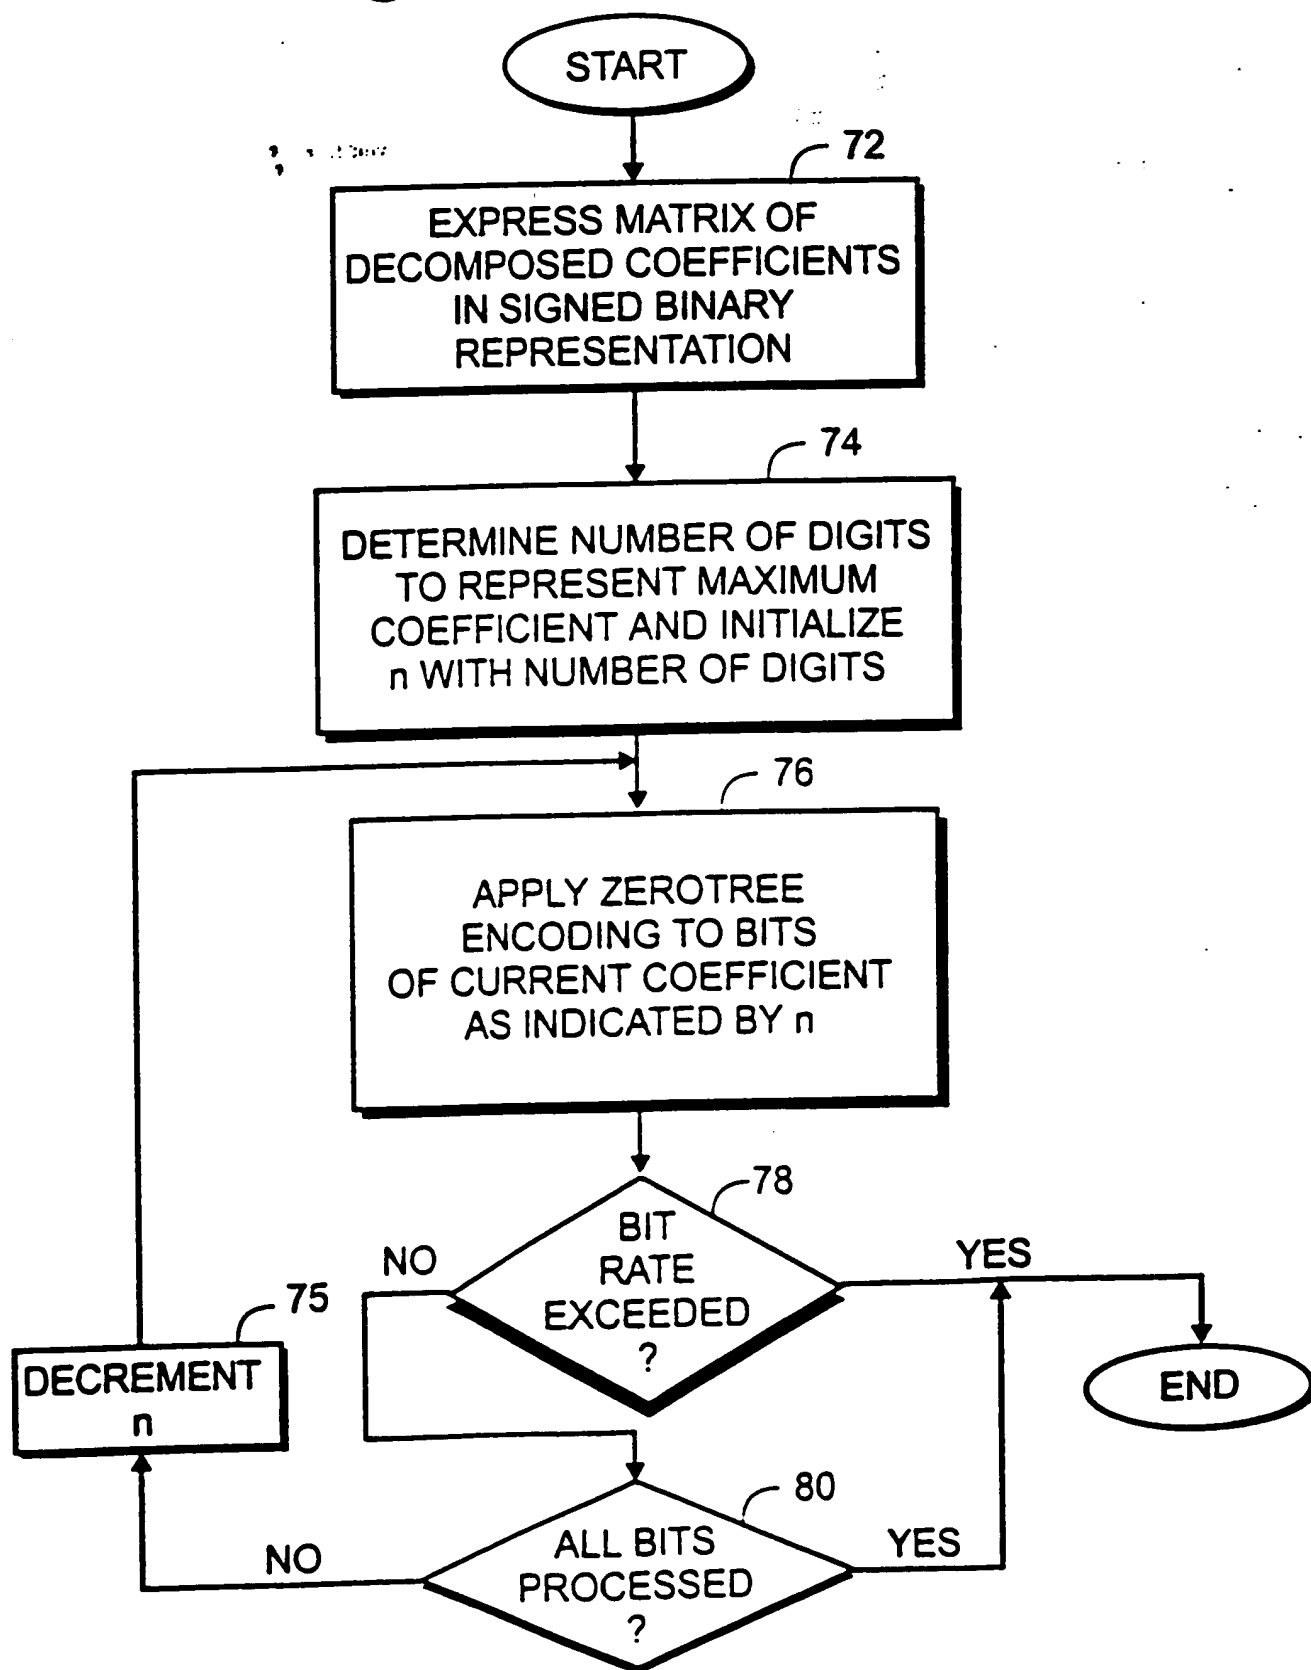 START
72
EXPRESS MATRIX OF
DECOMPOSED COEFFICIENTS
IN SIGNED BINARY
REPRESENTATION
74
DETERMINE NUMBER OF DIGITS
TO REPRESENT MAXIMUM
COEFFICIENT AND INITIALIZE
n WITH NUMBER OF DIGITS
76
APPLY ZEROTREE
ENCODING TO BITS
OF CURRENT COEFFICIENT
AS INDICATED BY n
78
BIT
RATE
EXCEEDED
?
NO
YES
75
DECREMENT
n
END
80
ALL BITS
PROCESSED
?
NO
YES